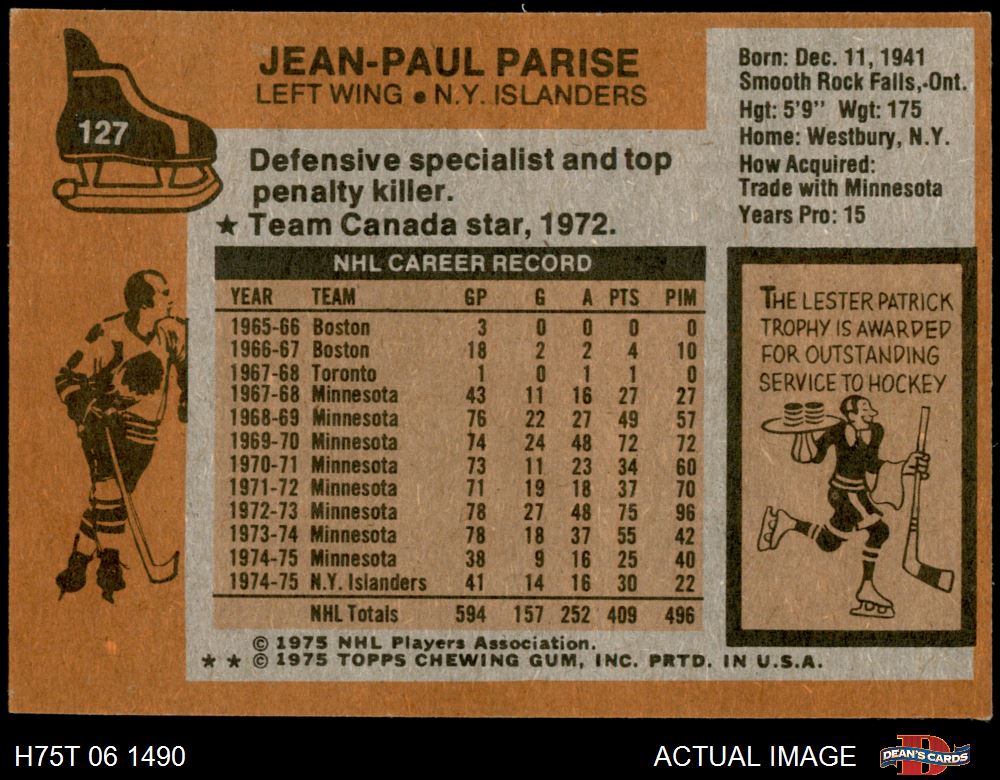 127
JEAN-PAUL PARISE
LEFT WING • N.Y. ISLANDERS
Born: Dec. 11, 1941
Smooth Rock Falls, Ont.
Hgt: 5'9" Wgt: 175
Home: Westbury, N.Y.
How Acquired:
Trade with Minnesota
Years Pro: 15
Defensive specialist and top
penalty killer.
★ Team Canada star, 1972.
NHL CAREER RECORD
YEAR TEAM GP G A PTS PIM
1965-66 Boston 3 0 0 0 0
1966-67 Boston 18 2 2 4 10
1967-68 Toronto 1 0 1 1 0
1967-68 Minnesota 43 11 16 27 27
1968-69 Minnesota 76 22 27 49 57
1969-70 Minnesota 74 24 48 72 72
1970-71 Minnesota 73 11 23 34 60
1971-72 Minnesota 71 19 18 37 70
1972-73 Minnesota 78 27 48 75 96
1973-74 Minnesota 78 18 37 55 42
1974-75 Minnesota 38 9 16 25 40
1974-75 N.Y. Islanders 41 14 16 30 22
NHL Totals 594 157 252 409 496
THE LESTER PATRICK
TROPHY IS AWARDED
FOR OUTSTANDING
SERVICE TO HOCKEY
© 1975 NHL Players Association.
★ ★ © 1975 TOPPS CHEWING GUM, INC. PRTD. IN U.S.A.
H75T 06 1490
ACTUAL IMAGE
DEAN'S CARDS